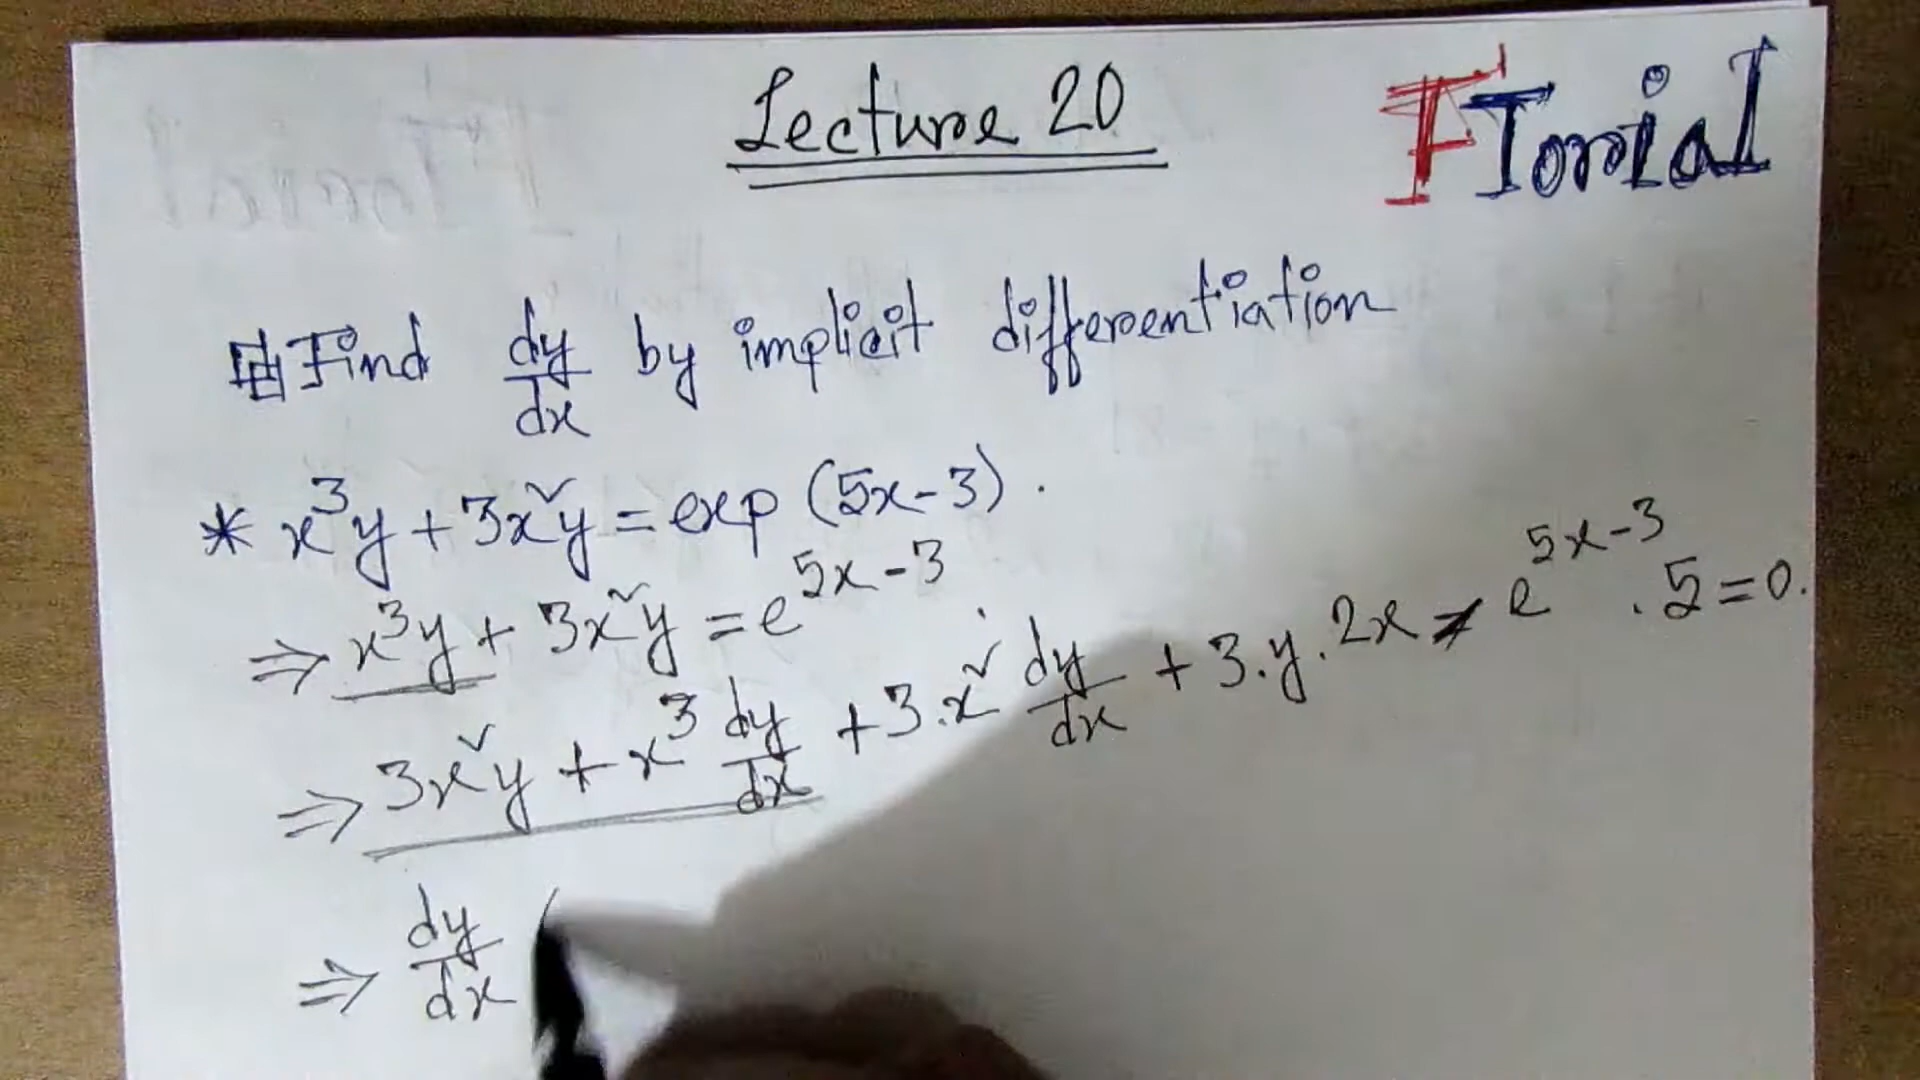 Lecture 20
FTorial
Find dy/dx by implicit differentiation
* x³y + 3x²y = exp (5x-3).
⇒ x³y + 3x²y = e^{5x-3}
⇒ 3x²y + x³ dy/dx + 3.x² dy/dx + 3.y.2x - e^{5x-3} . 5 = 0.
⇒ dy/dx (